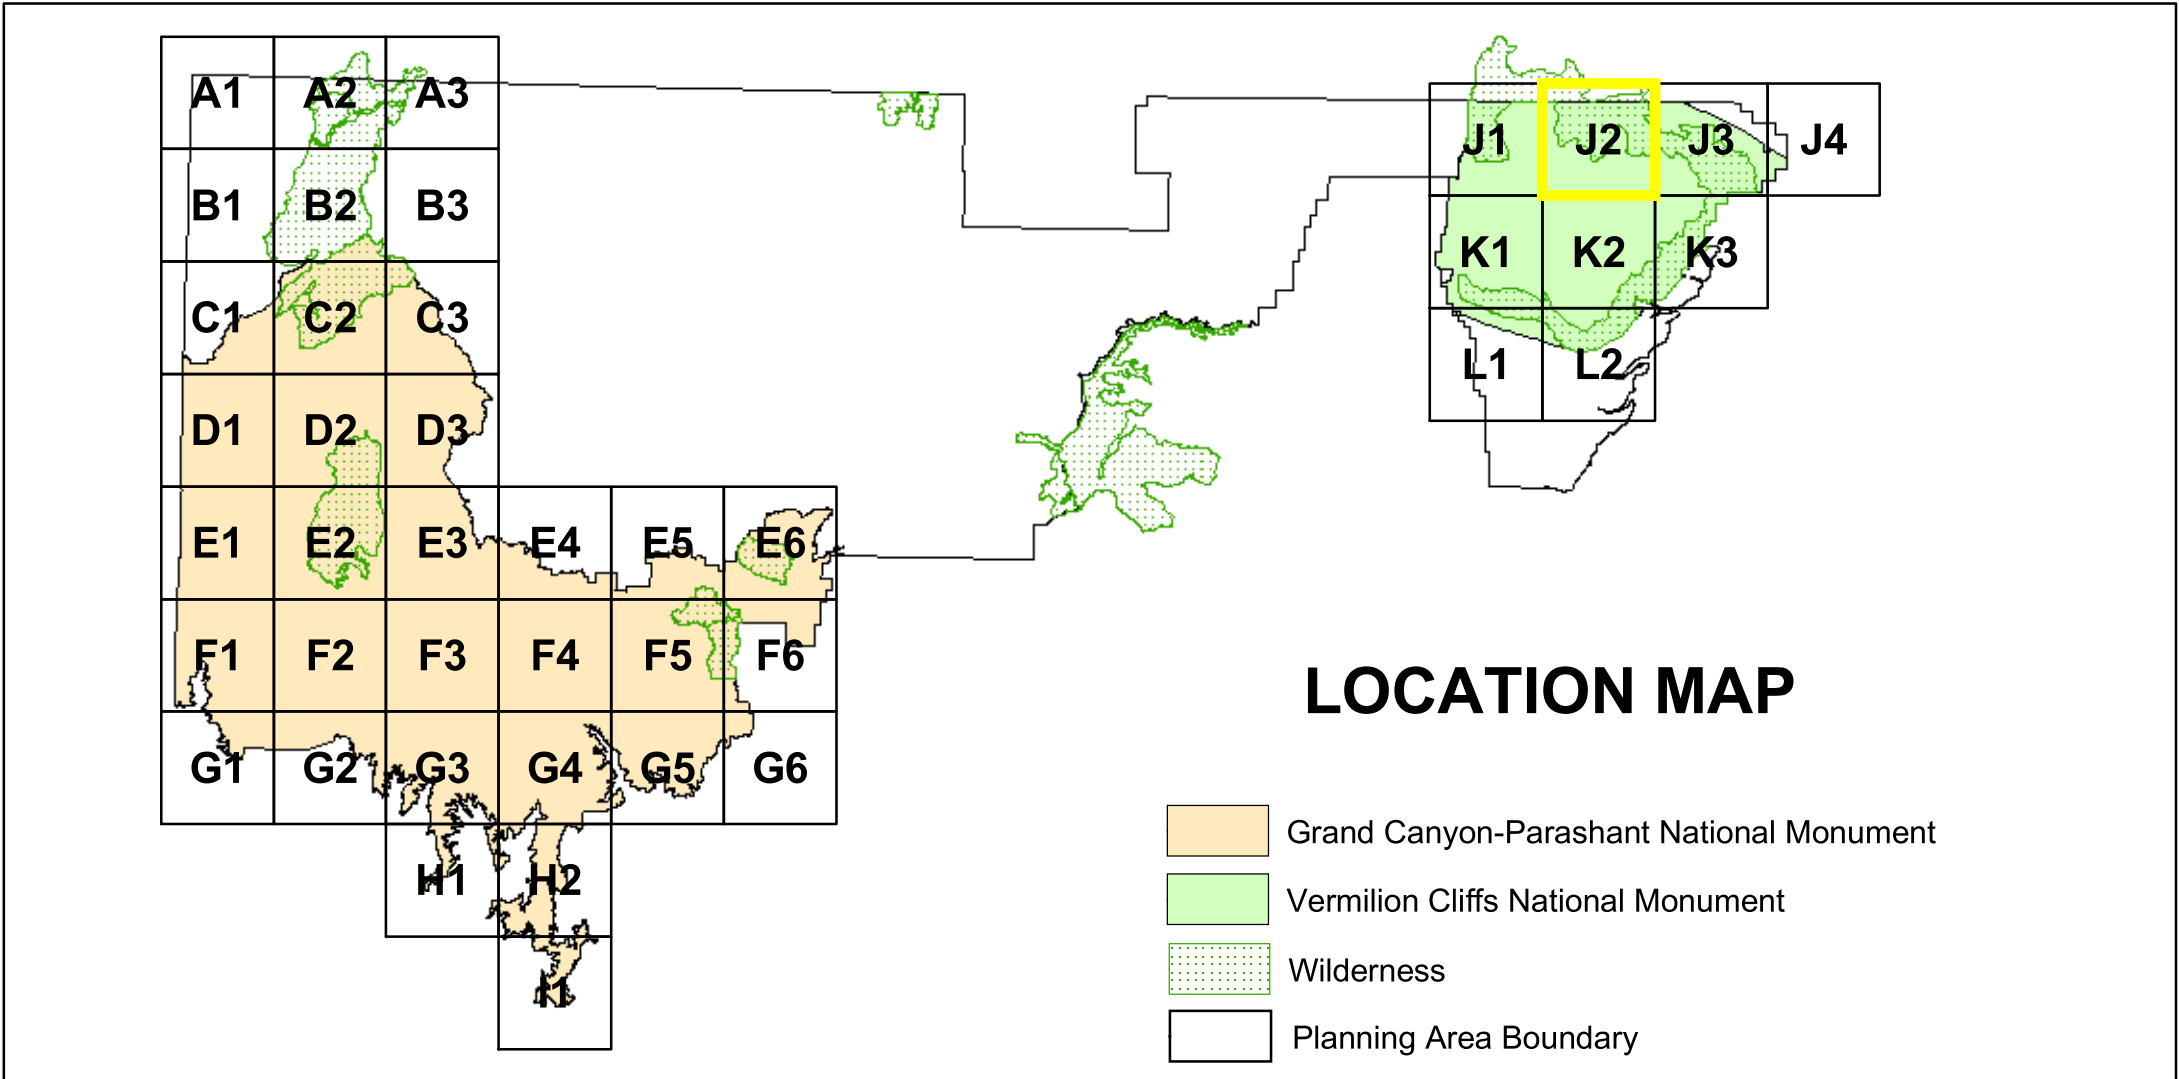 A1 A2 A3
J1 J2 J3 J4
B1 B2 B3
K1 K2 K3
C1 C2 C3
L1 L2
D1 D2 D3
E1 E2 E3 E4 E5 E6
F1 F2 F3 F4 F5 F6
LOCATION MAP
G1 G2 G3 G4 G5 G6
Grand Canyon-Parashant National Monument
H1 H2
Vermilion Cliffs National Monument
Wilderness
I1
Planning Area Boundary